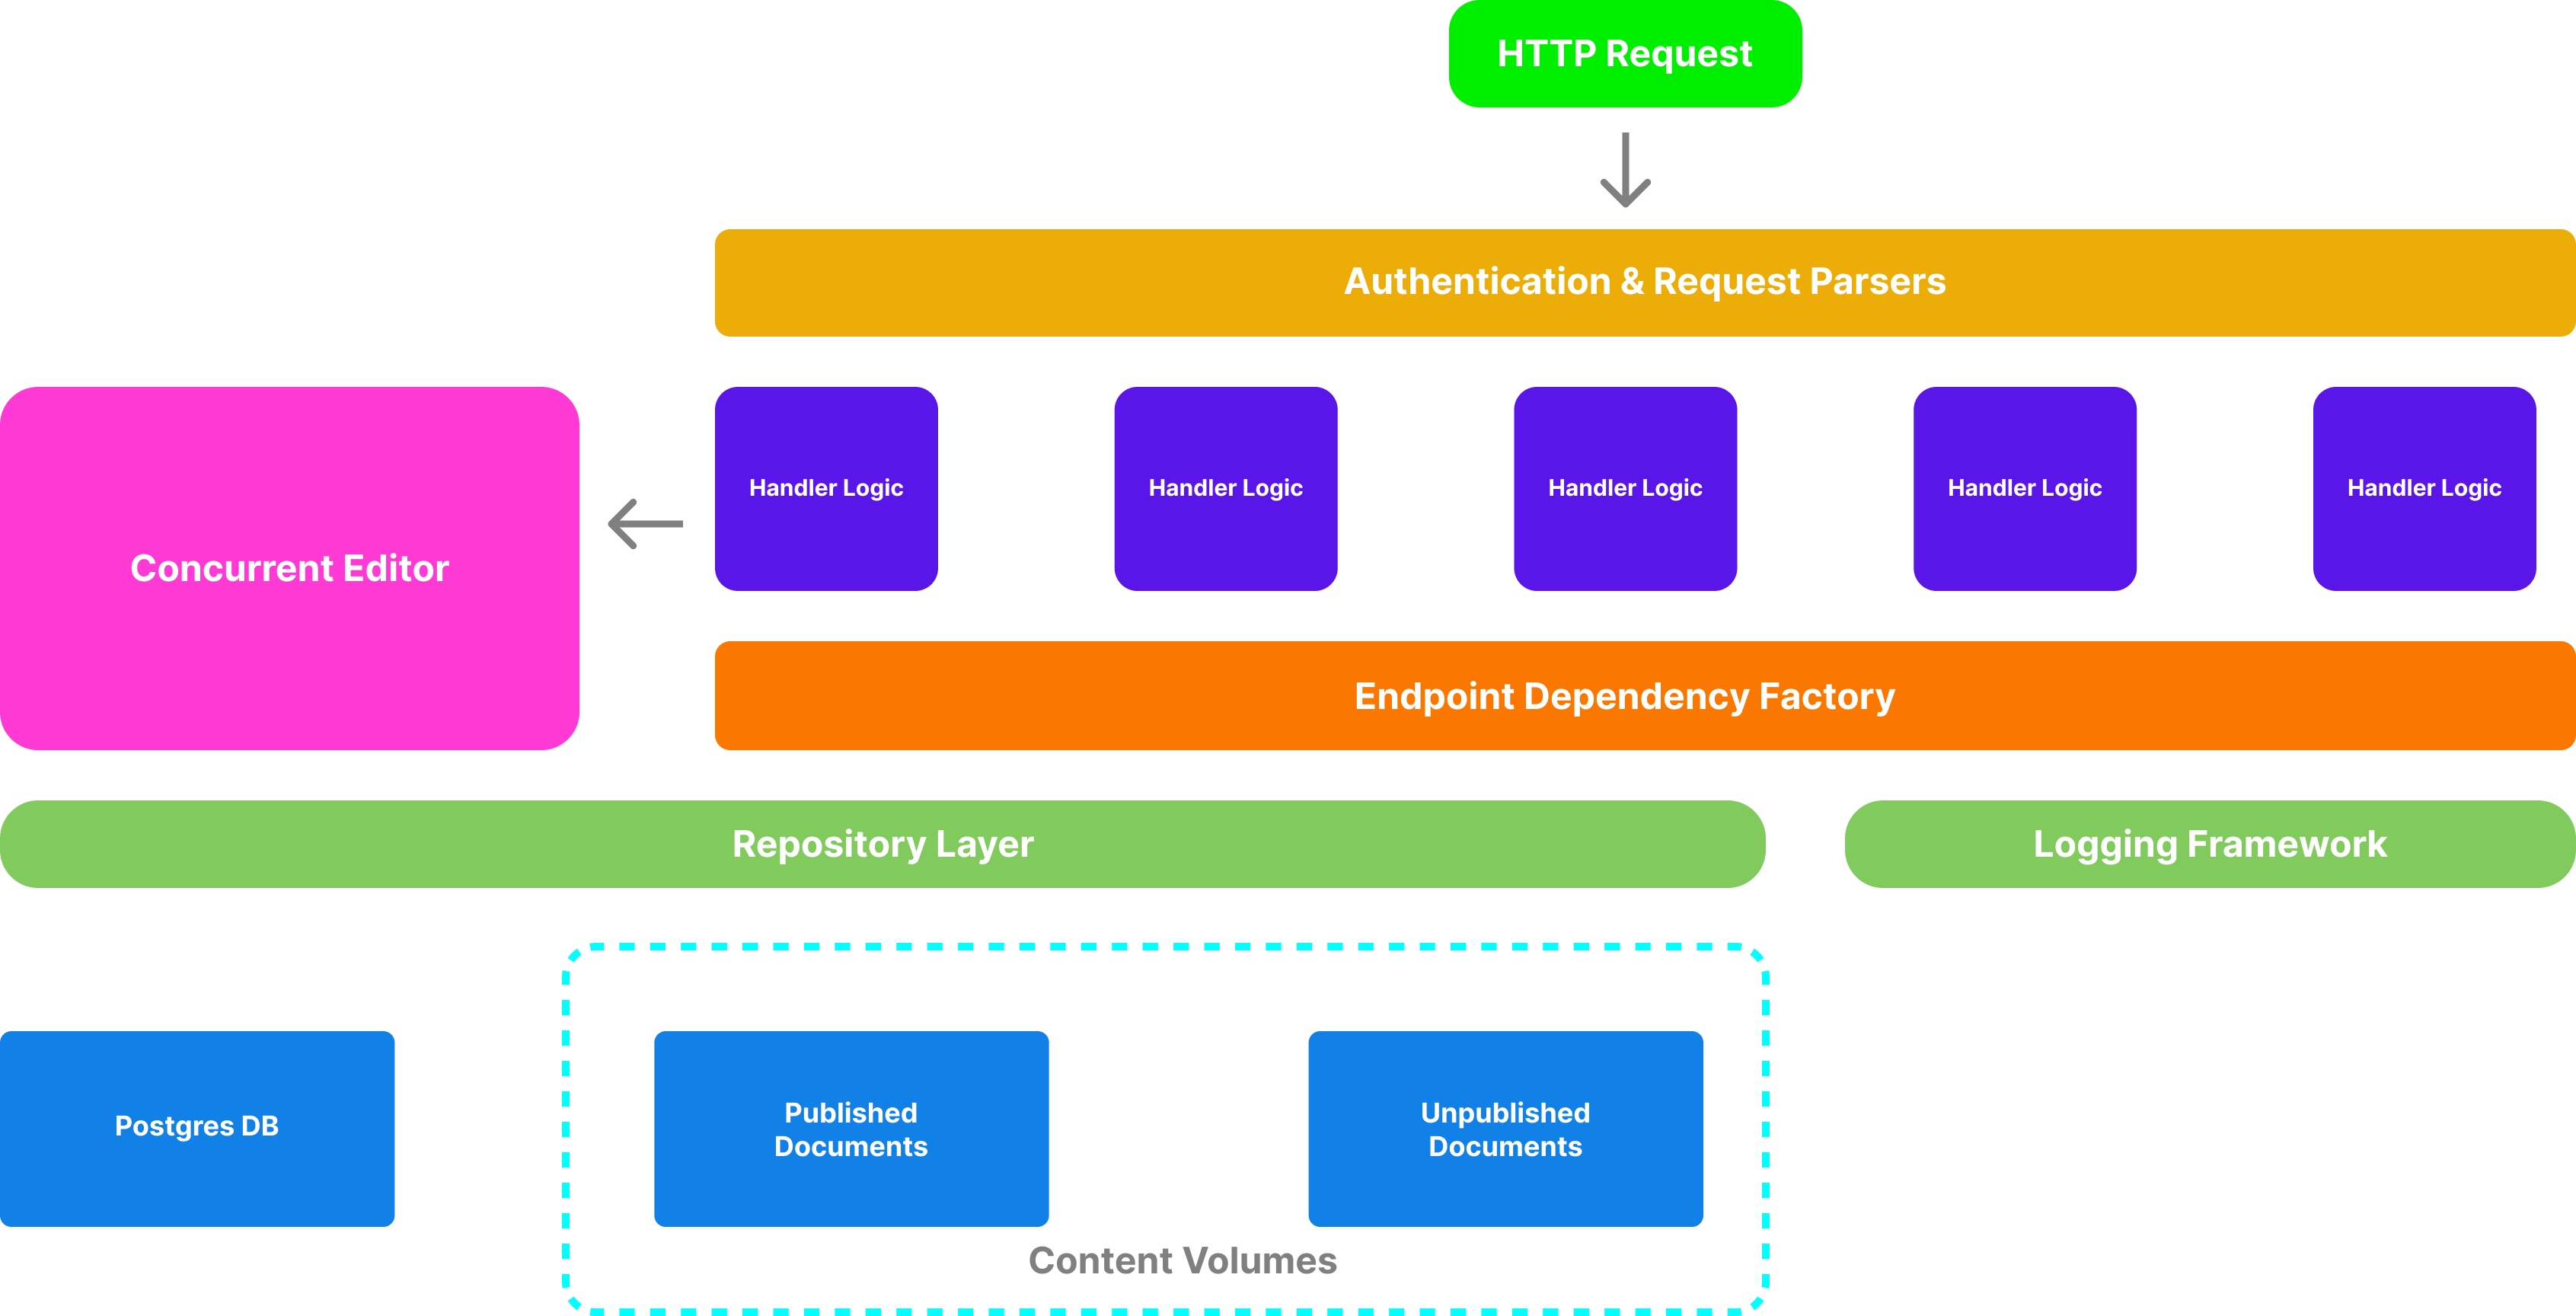 HTTP Request
Authentication & Request Parsers
Handler Logic
Handler Logic
Handler Logic
Handler Logic
Handler Logic
Concurrent Editor
Endpoint Dependency Factory
Repository Layer
Logging Framework
Postgres DB
Published
Documents
Unpublished
Documents
Content Volumes